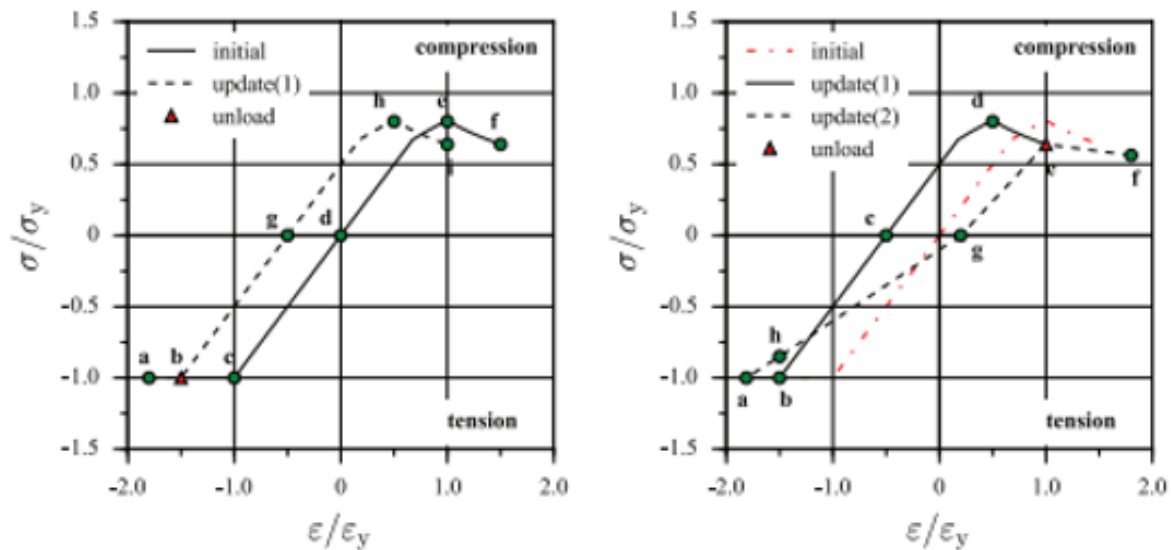 1.5
compression
initial
update(1)
unload
1.0
h
e
f
0.5
i
g
d
0
σ/σy
-0.5
a
b
c
-1.0
tension
-1.5
-2.0 -1.0 0 1.0 2.0
ε/εy
1.5
compression
initial
update(1)
update(2)
unload
1.0
d
0.5
e
f
c
0
g
σ/σy
-0.5
h
-1.0
a
b
tension
-1.5
-2.0 -1.0 0 1.0 2.0
ε/εy